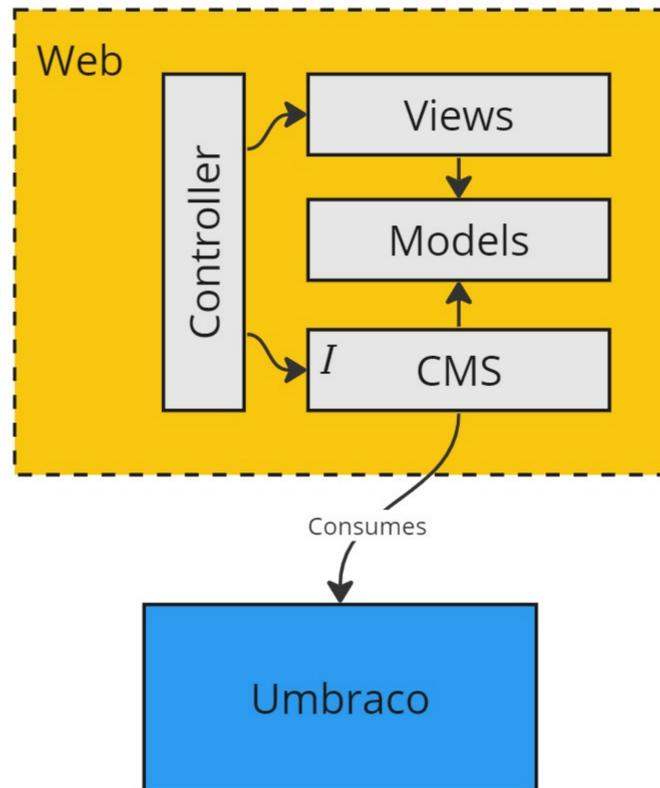 Web
Controller
Views
Models
I
CMS
Consumes
Umbraco